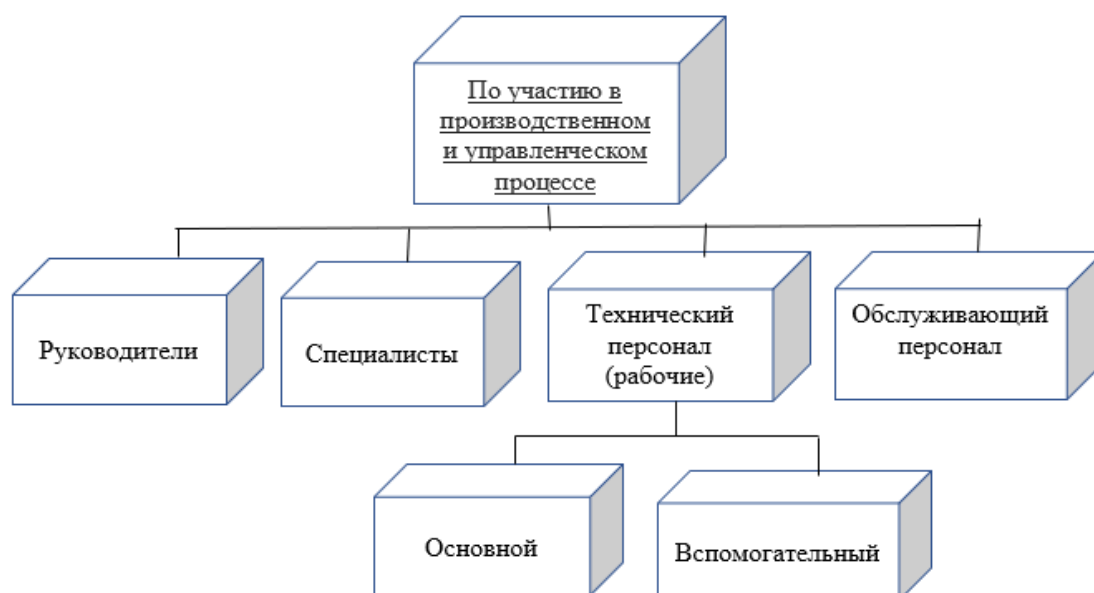 По участию в
производственном
и управленческом
процессе
Руководители
Специалисты
Технический
персонал
(рабочие)
Обслуживающий
персонал
Основной
Вспомогательный